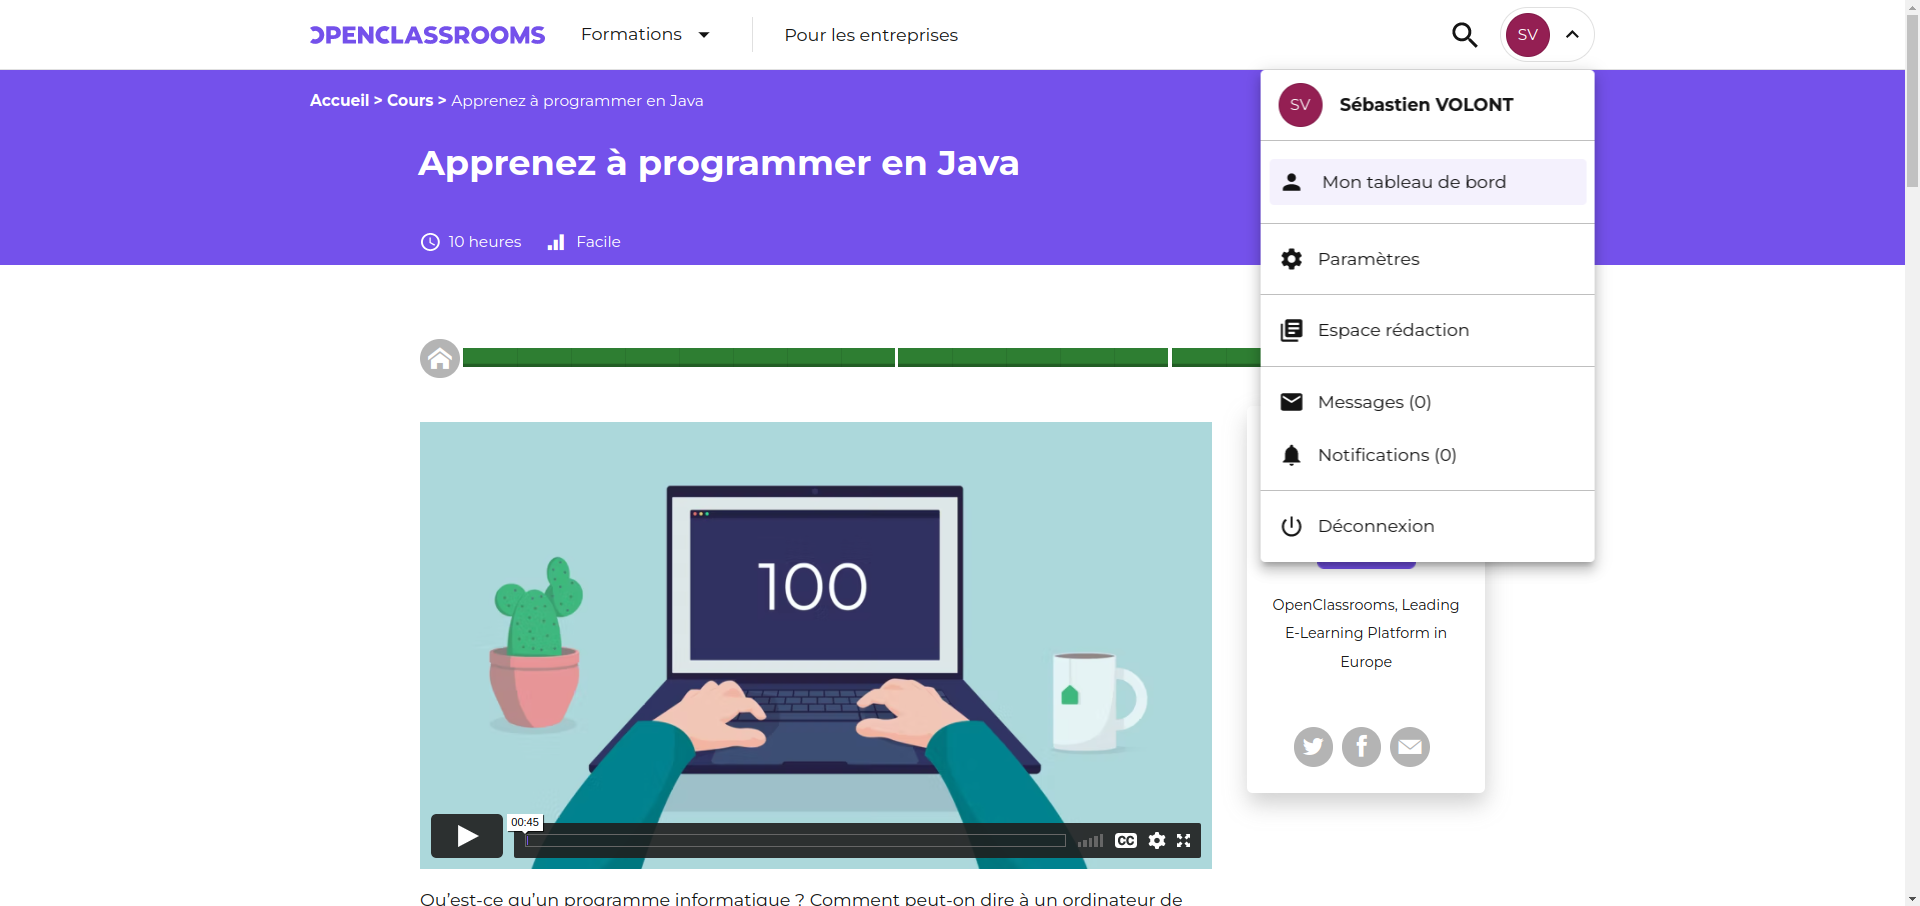 OPENCLASSROOMS Formations Pour les entreprises SV
Accueil > Cours > Apprenez à programmer en Java
Apprenez à programmer en Java
10 heures Facile
SV Sébastien VOLONT
Mon tableau de bord
Paramètres
Espace rédaction
Messages (0)
Notifications (0)
Déconnexion
100
00:45
CC
OpenClassrooms, Leading
E-Learning Platform in
Europe
Qu'est-ce qu'un programme informatique ? Comment peut-on dire à un ordinateur de